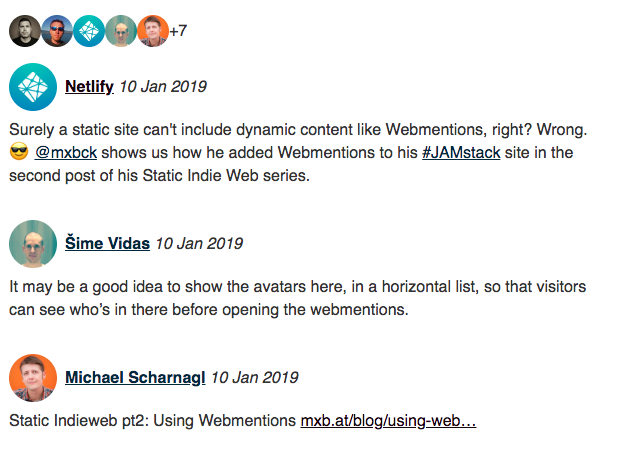 +7
Netlify 10 Jan 2019
Surely a static site can't include dynamic content like Webmentions, right? Wrong.
😎 @mxbck shows us how he added Webmentions to his #JAMstack site in the
second post of his Static Indie Web series.
Šime Vidas 10 Jan 2019
It may be a good idea to show the avatars here, in a horizontal list, so that visitors
can see who’s in there before opening the webmentions.
Michael Scharnagl 10 Jan 2019
Static Indieweb pt2: Using Webmentions mxb.at/blog/using-web…